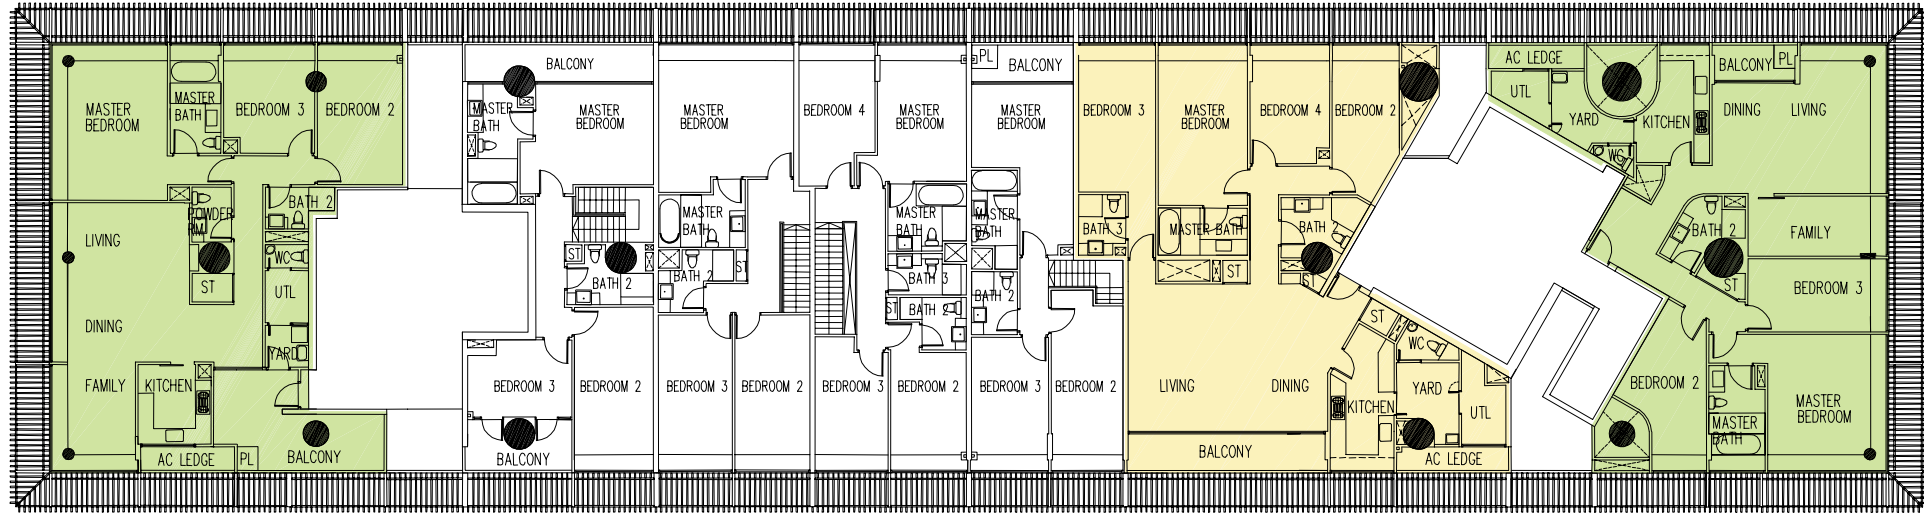 MASTER
BEDROOM
MASTER
BATH
BEDROOM 3
BEDROOM 2
POWDER
RM
BATH 2
LIVING
WC
ST
UTL
DINING
YARD
FAMILY
KITCHEN
AC LEDGE
PL
BALCONY
BALCONY
MASTER
BATH
MASTER
BEDROOM
ST
BATH 2
BEDROOM 3
BEDROOM 2
BALCONY
MASTER
BEDROOM
MASTER
BATH
BATH 2
ST
BEDROOM 3
BEDROOM 2
BEDROOM 4
MASTER
BEDROOM
MASTER
BATH
BATH 3
ST
BATH 2
BEDROOM 3
BEDROOM 2
PL
BALCONY
MASTER
BEDROOM
MASTER
BATH
BATH 2
BEDROOM 3
BEDROOM 2
BEDROOM 3
MASTER
BEDROOM
BEDROOM 4
BEDROOM 2
BATH 3
MASTER BATH
BATH 2
ST
ST
ST
WC
LIVING
DINING
KITCHEN
YARD
UTL
BALCONY
AC LEDGE
AC LEDGE
UTL
YARD
KITCHEN
WC
BALCONY
PL
DINING
LIVING
BATH 2
FAMILY
ST
BEDROOM 3
BEDROOM 2
MASTER
BATH
MASTER
BEDROOM